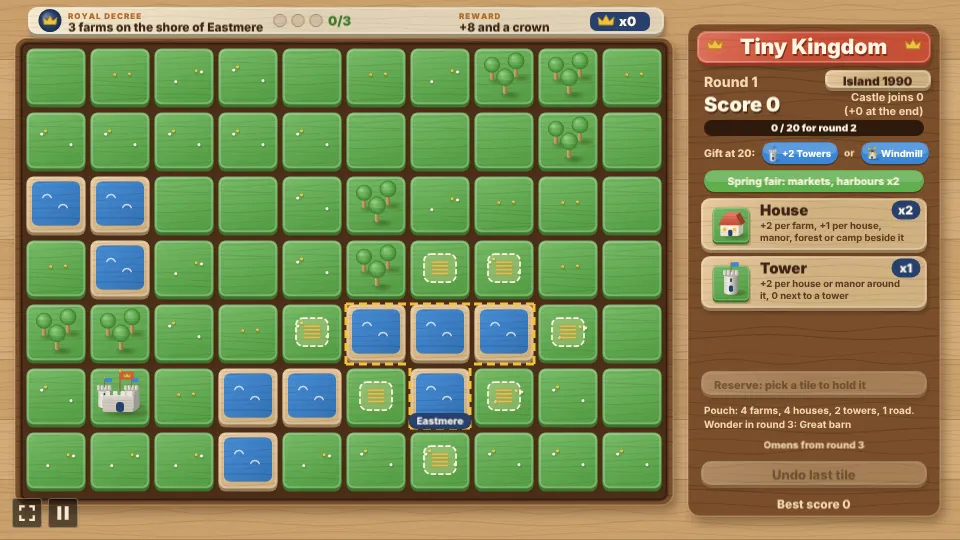 ROYAL DECREE
3 farms on the shore of Eastmere
0/3
REWARD
+8 and a crown
x0
Tiny Kingdom
Round 1
Island 1990
Score 0
Castle joins 0
(+0 at the end)
0 / 20 for round 2
Gift at 20:
+2 Towers
or
Windmill
Spring fair: markets, harbours x2
House
x2
+2 per farm, +1 per house,
manor, forest or camp beside it
Tower
x1
+2 per house or manor around
it, 0 next to a tower
Eastmere
Reserve: pick a tile to hold it
Pouch: 4 farms, 4 houses, 2 towers, 1 road.
Wonder in round 3: Great barn
Omens from round 3
Undo last tile
Best score 0